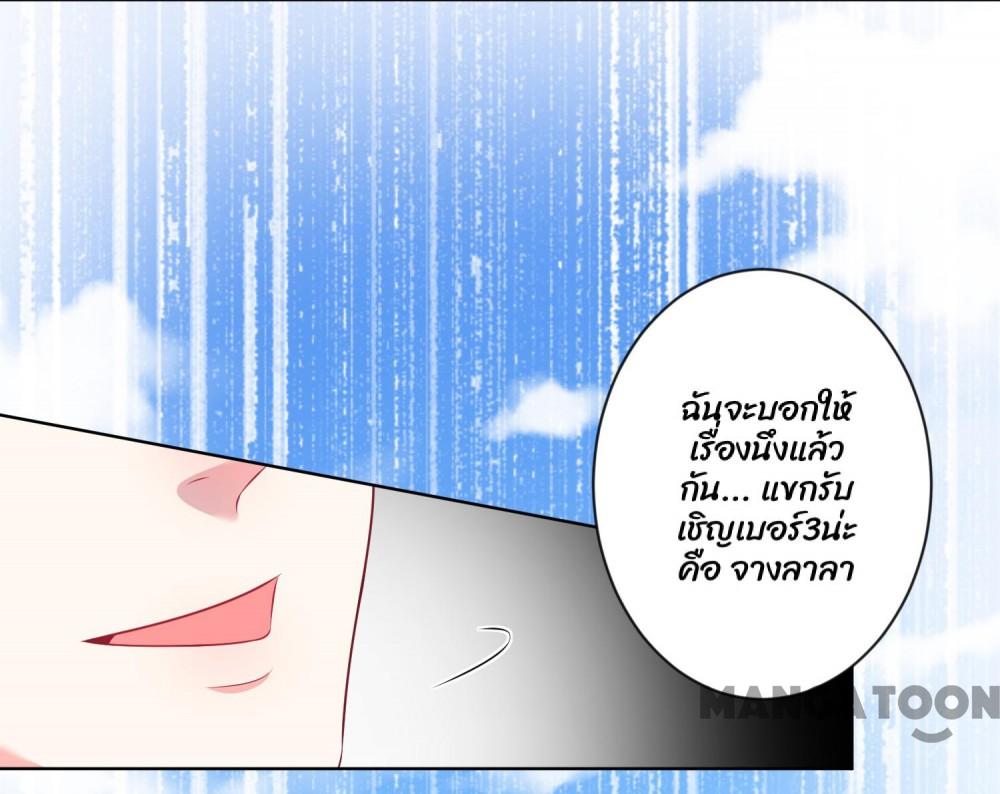 ฉันจะบอกให้
เรื่องนึงแล้ว
กัน... แขกรับ
เชิญเบอร์3น่ะ
คือ จางลาลา
MANGATOON